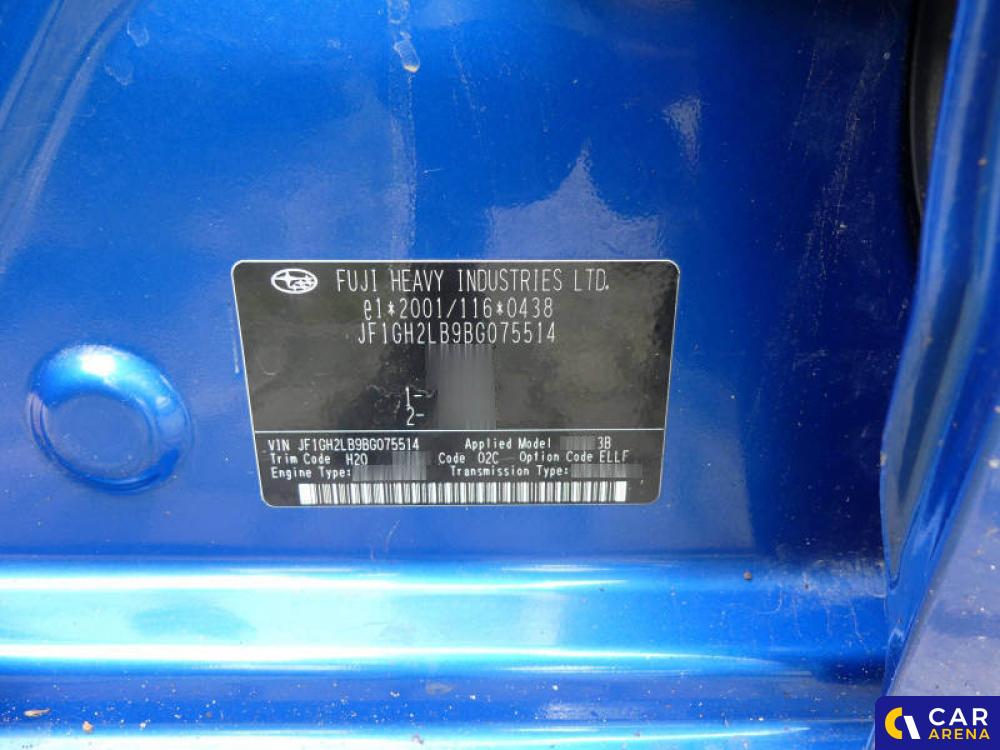 FUJI HEAVY INDUSTRIES LTD.
e1*2001/116*0438
JF1GH2LB9BG075514
1-
2-
VIN JF1GH2LB9BG075514 Applied Model 3B
Trim Code H20 Code 02C Option Code ELLF
Engine Type: Transmission Type:
CAR
ARENA